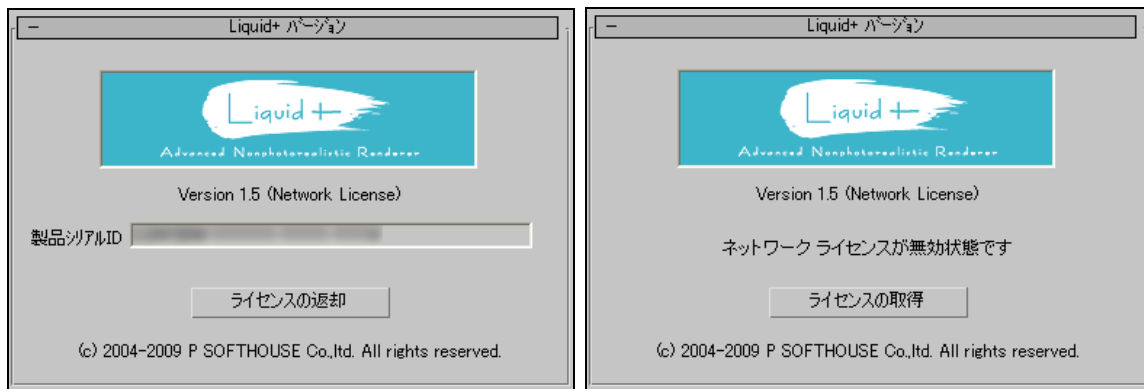 Liquid+ バージョン
Liquid+
Advanced Nonphotorealistic Renderer
Version 1.5 (Network License)
製品シリアルID
ライセンスの返却
(c) 2004-2009 P SOFTHOUSE Co.,ltd. All rights reserved.
Liquid+ バージョン
Liquid+
Advanced Nonphotorealistic Renderer
Version 1.5 (Network License)
ネットワーク ライセンスが無効状態です
ライセンスの取得
(c) 2004-2009 P SOFTHOUSE Co.,ltd. All rights reserved.